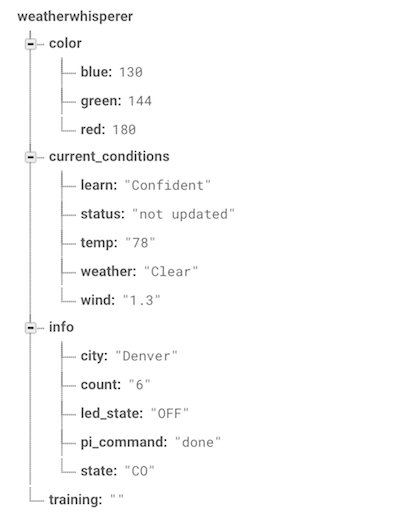 weatherwhisperer
color
blue: 130
green: 144
red: 180
current_conditions
learn: "Confident"
status: "not updated"
temp: "78"
weather: "Clear"
wind: "1.3"
info
city: "Denver"
count: "6"
led_state: "OFF"
pi_command: "done"
state: "CO"
training: ""